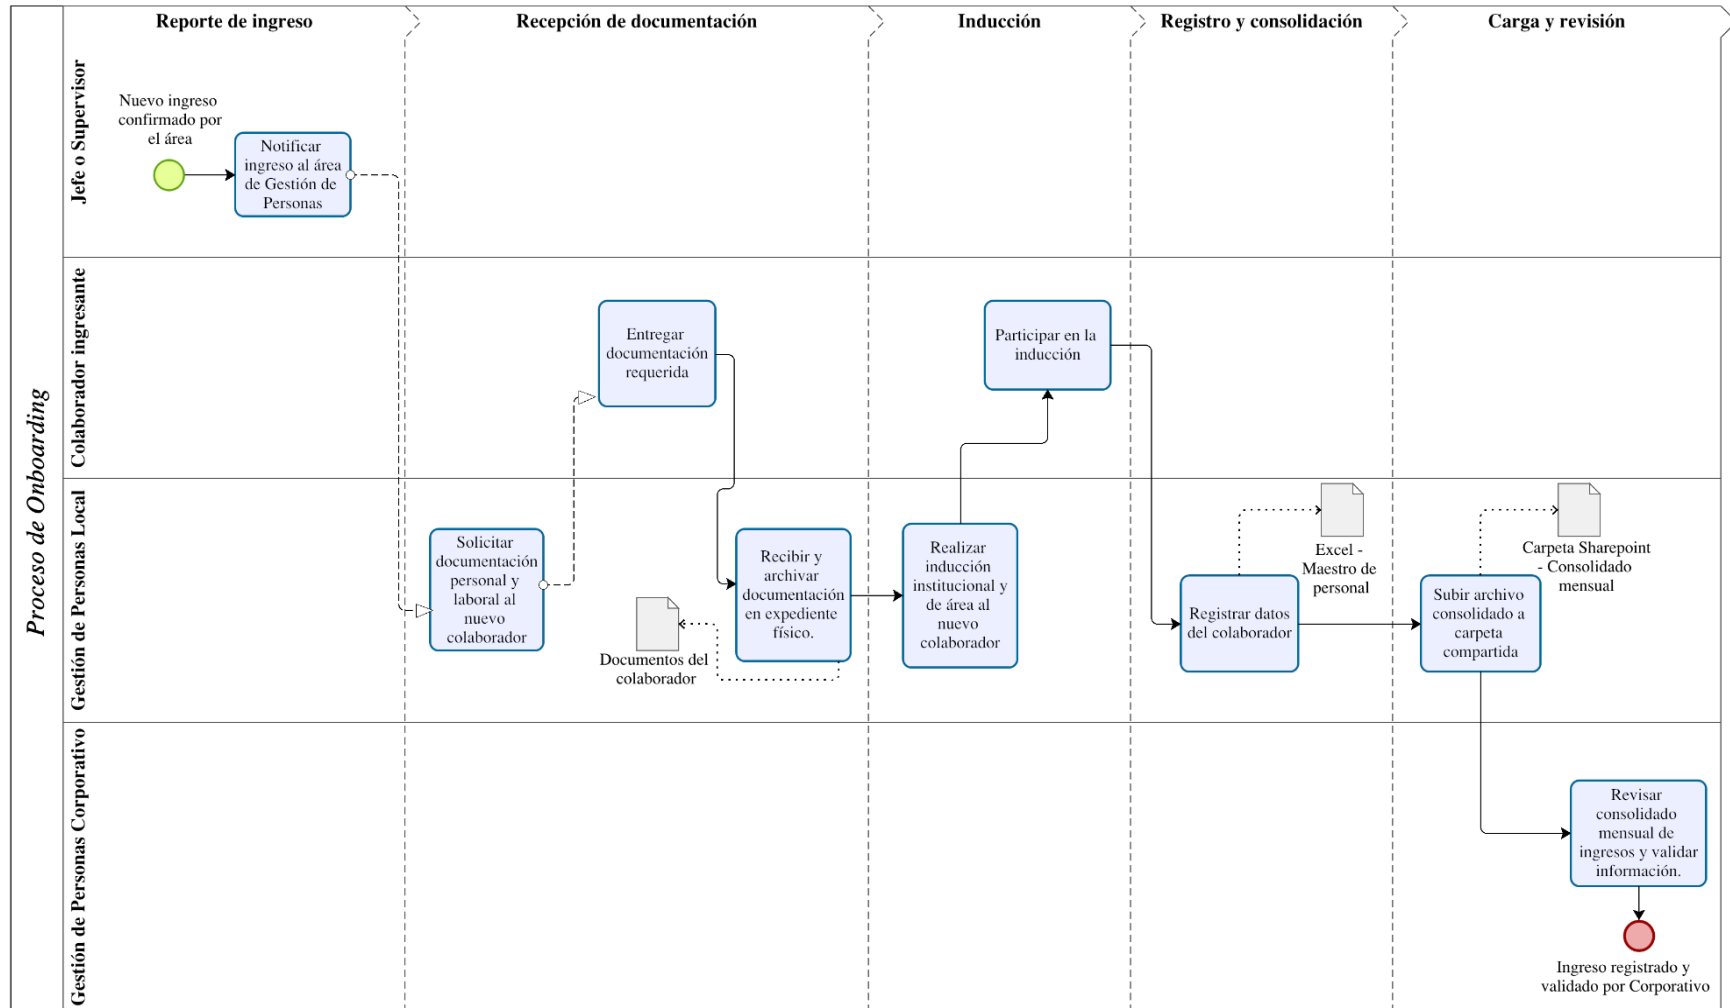 Reporte de ingreso
Recepción de documentación
Inducción
Registro y consolidación
Carga y revisión
Proceso de Onboarding
Jefe o Supervisor
Nuevo ingreso
confirmado por
el área
Notificar
ingreso al área
de Gestión de
Personas
Colaborador ingresante
Entregar
documentación
requerida
Participar en la
inducción
Gestión de Personas Local
Solicitar
documentación
personal y
laboral al
nuevo
colaborador
Documentos del
colaborador
Recibir y
archivar
documentación
en expediente
físico.
Realizar
inducción
institucional y
de área al
nuevo
colaborador
Registrar datos
del colaborador
Excel -
Maestro de
personal
Subir archivo
consolidado a
carpeta
compartida
Carpeta Sharepoint
- Consolidado
mensual
Gestión de Personas Corporativo
Revisar
consolidado
mensual de
ingresos y validar
información.
Ingreso registrado y
validado por Corporativo